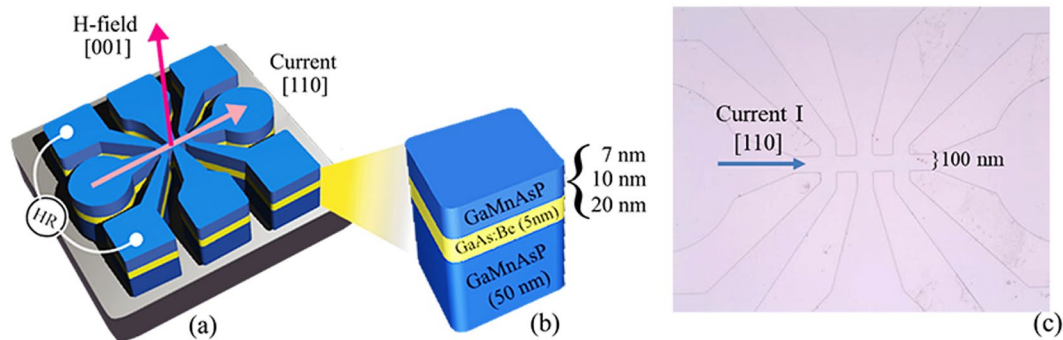 H-field
[001]
Current
[110]
HR
(a)
GaMnAsP
GaAs:Be (5nm)
GaMnAsP
(50 nm)
7 nm
10 nm
20 nm
(b)
Current I
[110]
100 nm
(c)